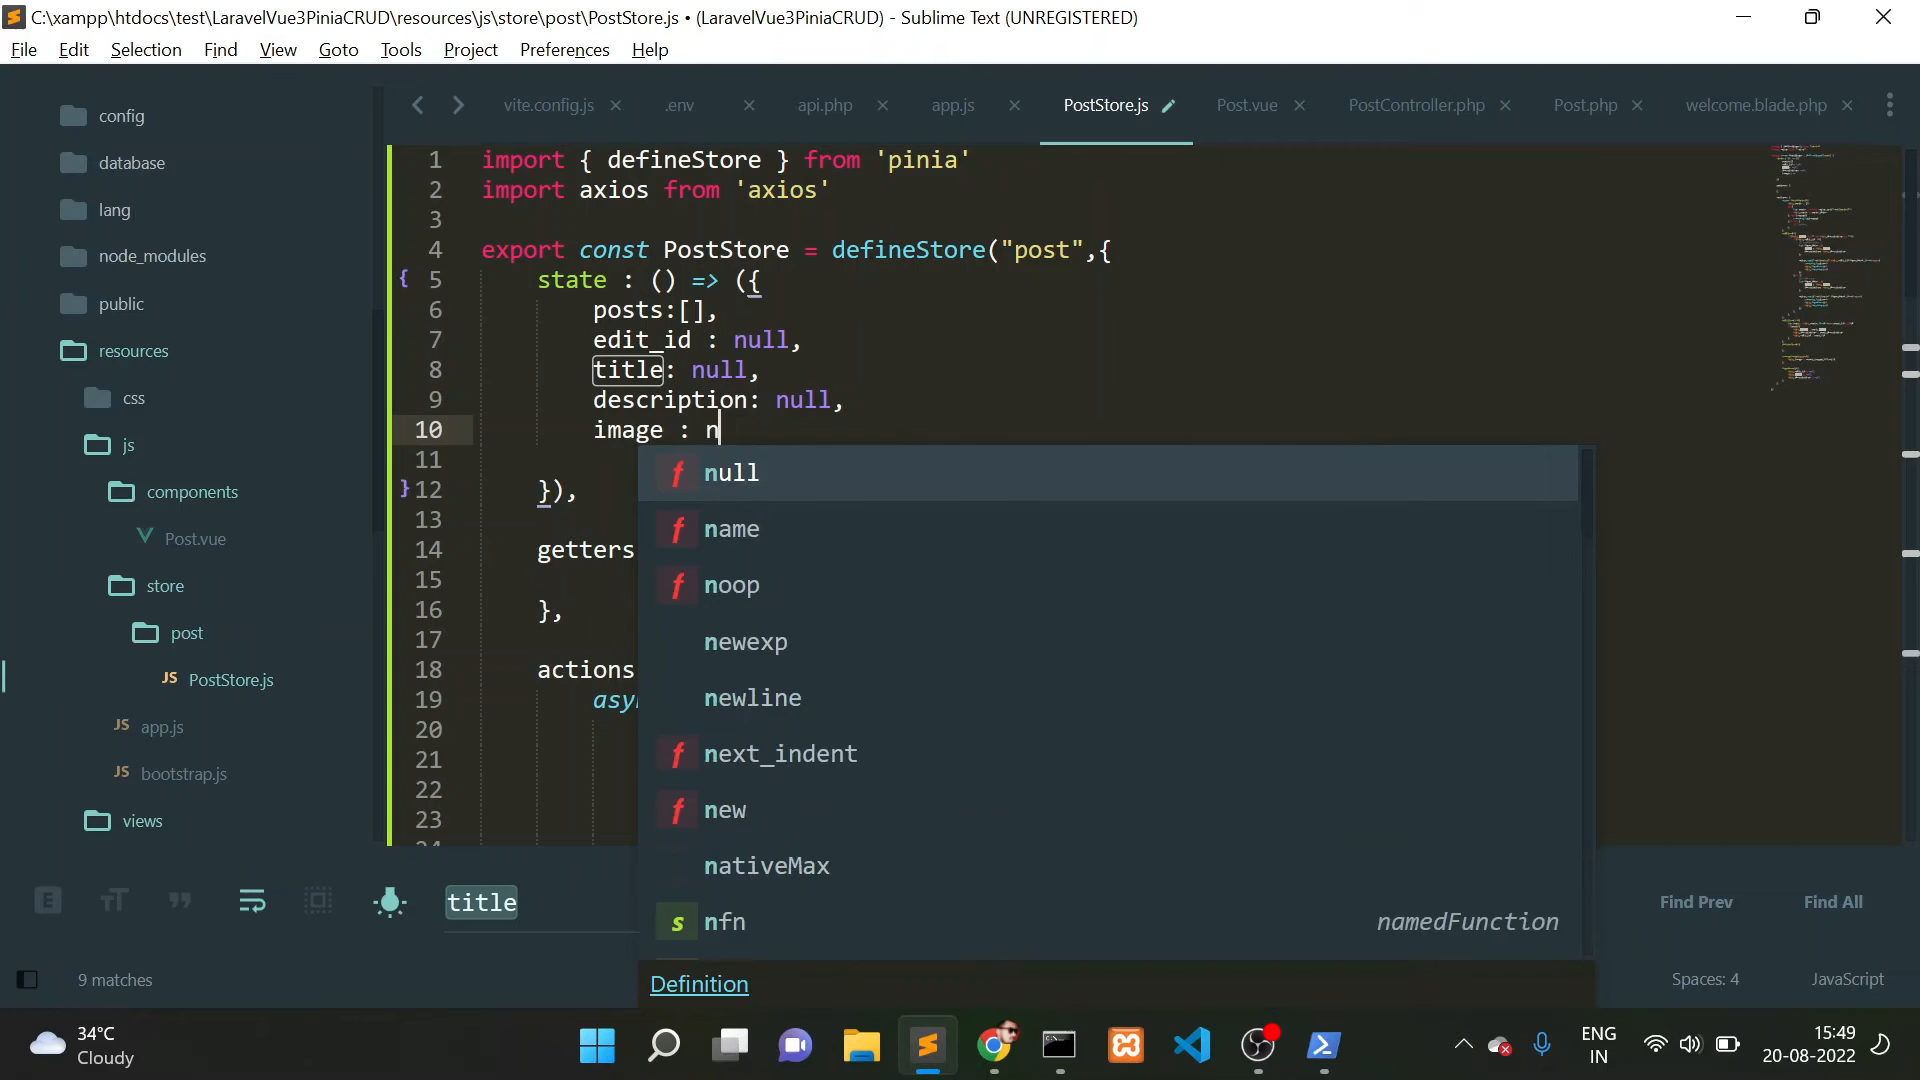 C:\xampp\htdocs\test\LaravelVue3PiniaCRUD\resources\js\store\post\PostStore.js • (LaravelVue3PiniaCRUD) - Sublime Text (UNREGISTERED)
File Edit Selection Find View Goto Tools Project Preferences Help
vite.config.js .env api.php app.js PostStore.js Post.vue PostController.php Post.php welcome.blade.php
config
database
lang
node_modules
public
resources
css
js
components
Post.vue
store
post
JS PostStore.js
JS app.js
JS bootstrap.js
views
1 import { defineStore } from 'pinia'
2 import axios from 'axios'
3
4 export const PostStore = defineStore("post",{
{ 5 state : () => ({
6 posts:[],
7 edit_id : null,
8 title: null,
9 description: null,
10 image : n
11
} 12 }),
13
14 getters
15
16 },
17
18 actions
19 asyn
20
21
22
23
24
f null
f name
f noop
newexp
newline
f next_indent
f new
nativeMax
s nfn namedFunction
Definition
title
Find Prev Find All
9 matches
Spaces: 4 JavaScript
34°C
Cloudy
ENG
IN
15:49
20-08-2022